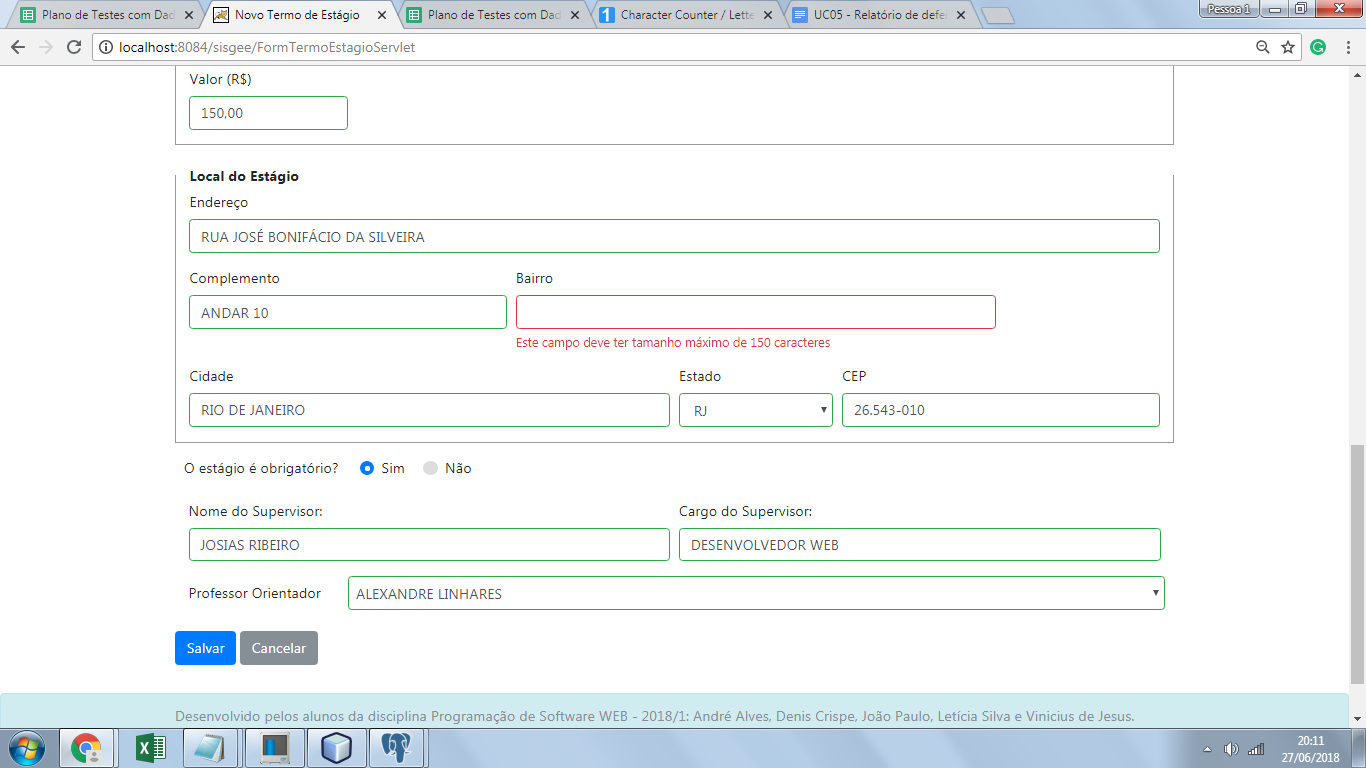 Plano de Testes com Dad
Novo Termo de Estágio
Plano de Testes com Dad
Character Counter / Lette
UC05 - Relatório de defei
Pessoa 1
localhost:8084/sisgee/FormTermoEstagioServlet
Valor (R$)
150,00
Local do Estágio
Endereço
RUA JOSÉ BONIFÁCIO DA SILVEIRA
Complemento
Bairro
ANDAR 10
Este campo deve ter tamanho máximo de 150 caracteres
Cidade
Estado
CEP
RIO DE JANEIRO
RJ
26.543-010
O estágio é obrigatório?
Sim
Não
Nome do Supervisor:
Cargo do Supervisor:
JOSIAS RIBEIRO
DESENVOLVEDOR WEB
Professor Orientador
ALEXANDRE LINHARES
Salvar
Cancelar
Desenvolvido pelos alunos da disciplina Programação de Software WEB - 2018/1: André Alves, Denis Crispe, João Paulo, Letícia Silva e Vinicius de Jesus.
20:11
27/06/2018